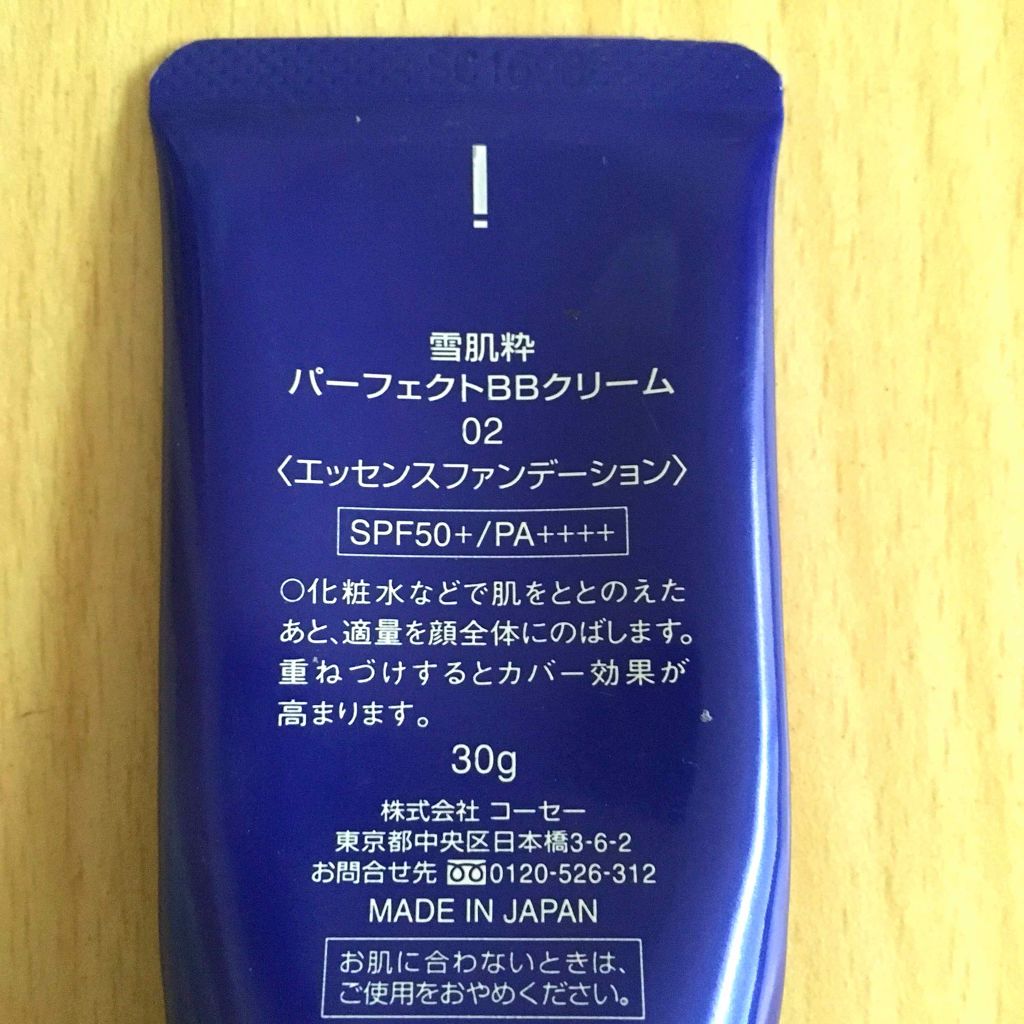 雪肌粋
パーフェクトBBクリーム
02
〈エッセンスファンデーション〉
SPF50+/PA++++
○化粧水などで肌をととのえた
あと、適量を顔全体にのばします。
重ねづけするとカバー効果が
高まります。
30g
株式会社 コーセー
東京都中央区日本橋3-6-2
お問合せ先 0120-526-312
MADE IN JAPAN
お肌に合わないときは、
ご使用をおやめください。